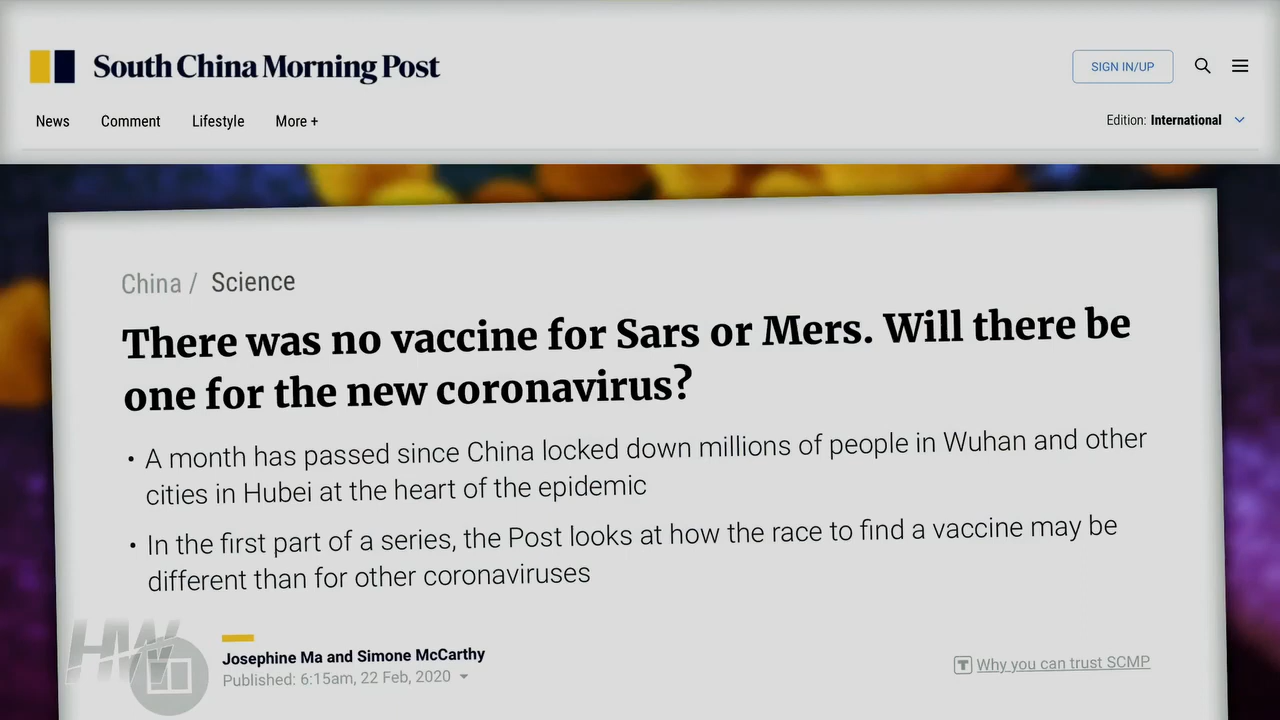 South China Morning Post
SIGN IN/UP
News Comment Lifestyle More +
Edition: International
China / Science
There was no vaccine for Sars or Mers. Will there be
one for the new coronavirus?
• A month has passed since China locked down millions of people in Wuhan and other
cities in Hubei at the heart of the epidemic
• In the first part of a series, the Post looks at how the race to find a vaccine may be
different than for other coronaviruses
HW
Josephine Ma and Simone McCarthy
Published: 6:15am, 22 Feb, 2020
T Why you can trust SCMP